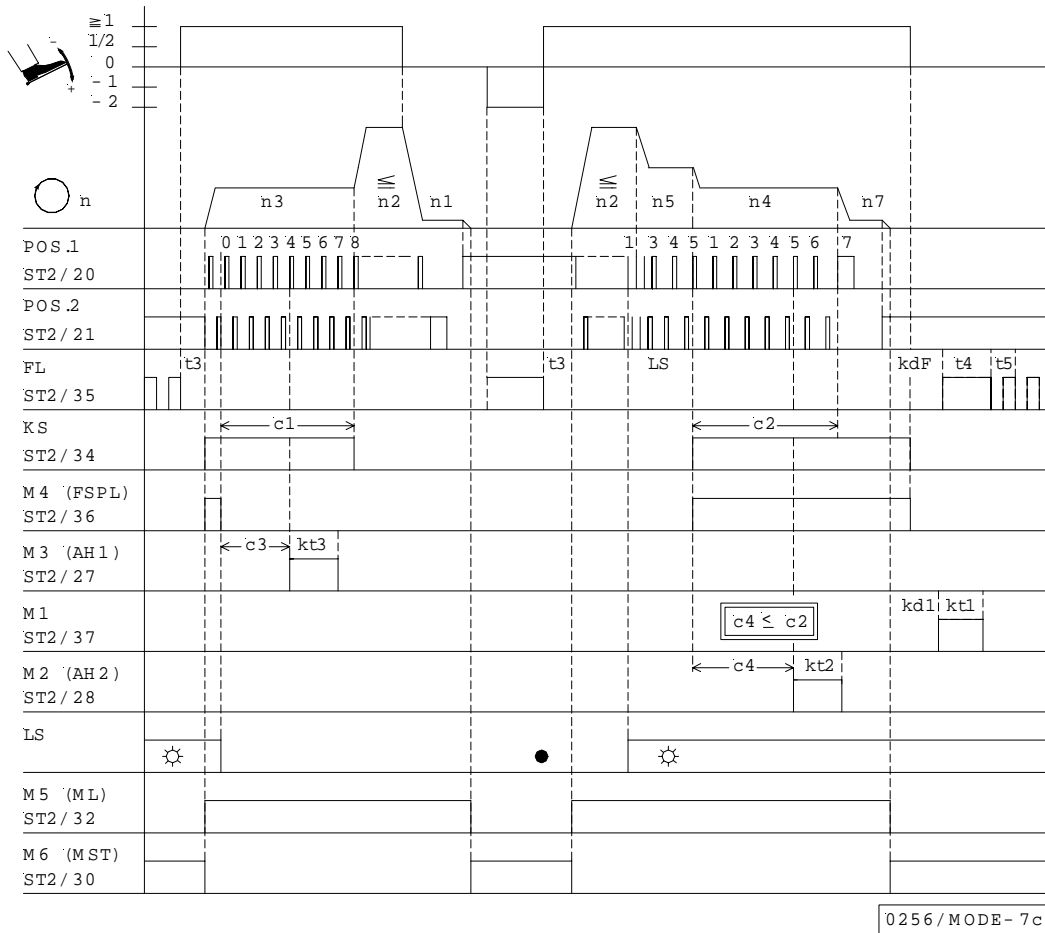 ≧1
1/2
0
-1
-2
-
+
n
n3
≦
n2
n1
≦
n2
n5
n4
n7
POS.1
0 1 2 3 4 5 6 7 8
1 3 4 5 1 2 3 4 5 6 7
ST2/20
POS.2
ST2/21
FL
t3
t3
LS
kdF
t4
t5
ST2/35
KS
c1
c2
ST2/34
M4 (FSPL)
ST2/36
M3 (AH1)
c3
kt3
ST2/27
M1
c4 ≤ c2
kd1
kt1
ST2/37
M2 (AH2)
c4
kt2
ST2/28
LS
M5 (ML)
ST2/32
M6 (MST)
ST2/30
0256/MODE-7c